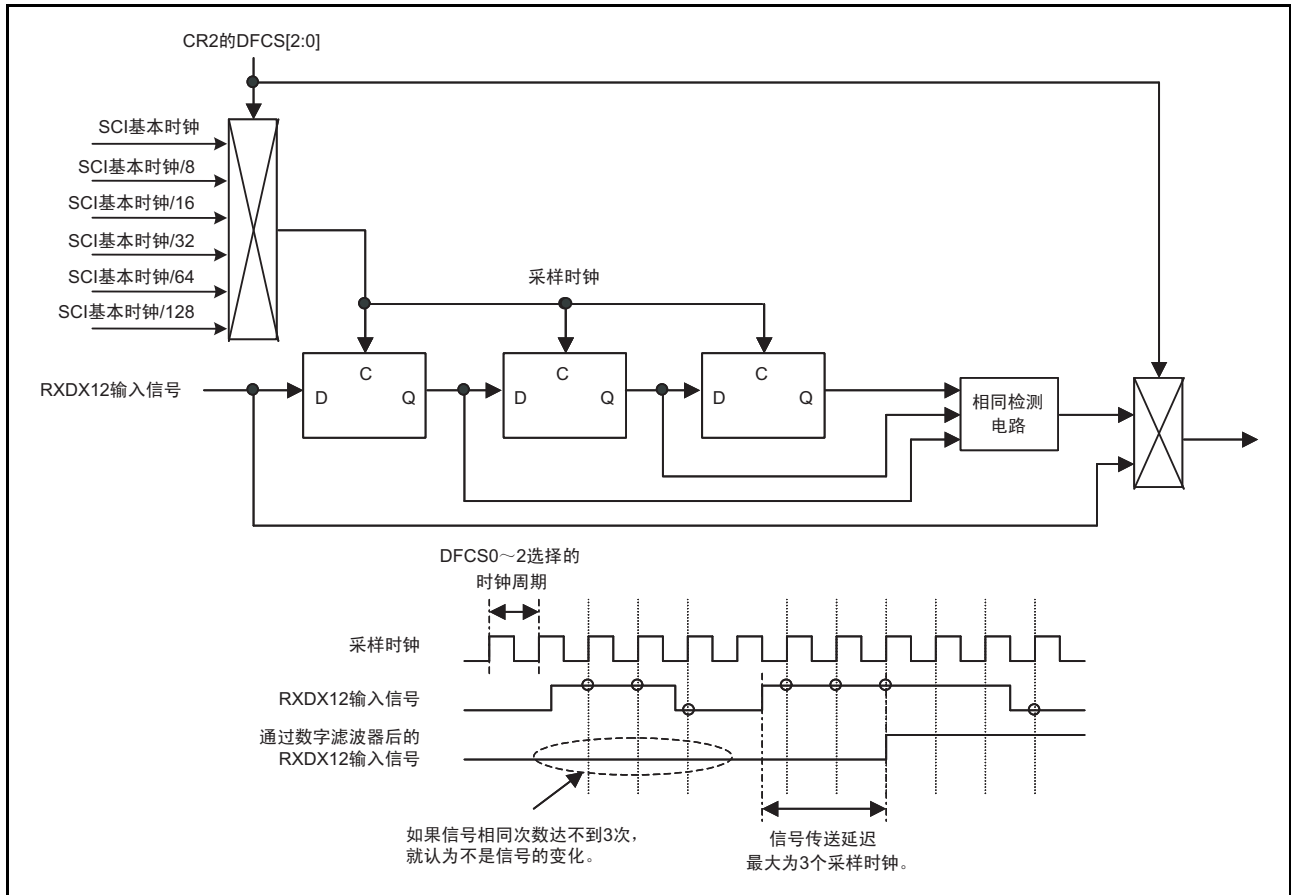 CR2的DFCS[2:0]
SCI基本时钟
SCI基本时钟/8
SCI基本时钟/16
SCI基本时钟/32
SCI基本时钟/64
SCI基本时钟/128
采样时钟
RXDX12输入信号
D
C
Q
D
C
Q
D
C
Q
相同检测
电路
DFCS0～2选择的
时钟周期
采样时钟
RXDX12输入信号
通过数字滤波器后的
RXDX12输入信号
如果信号相同次数达不到3次，
就认为不是信号的变化。
信号传送延迟
最大为3个采样时钟。